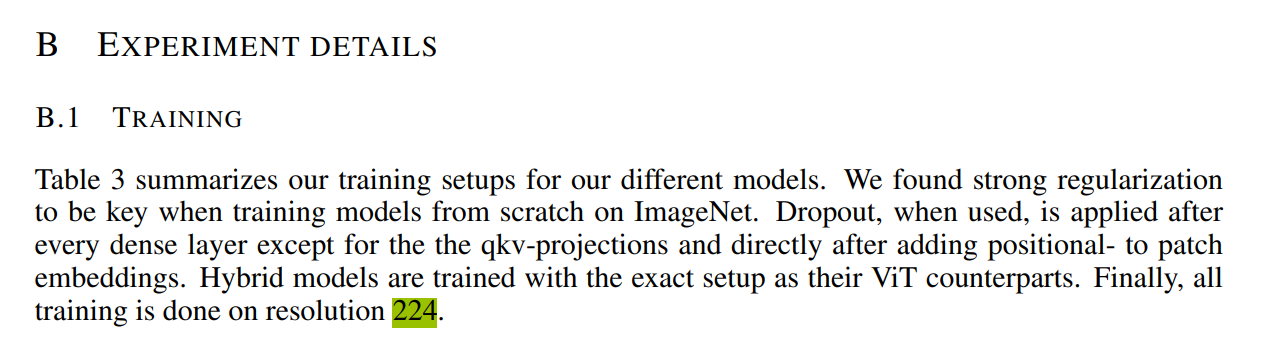 B EXPERIMENT DETAILS
B.1 TRAINING
Table 3 summarizes our training setups for our different models. We found strong regularization
to be key when training models from scratch on ImageNet. Dropout, when used, is applied after
every dense layer except for the the qkv-projections and directly after adding positional- to patch
embeddings. Hybrid models are trained with the exact setup as their ViT counterparts. Finally, all
training is done on resolution 224.